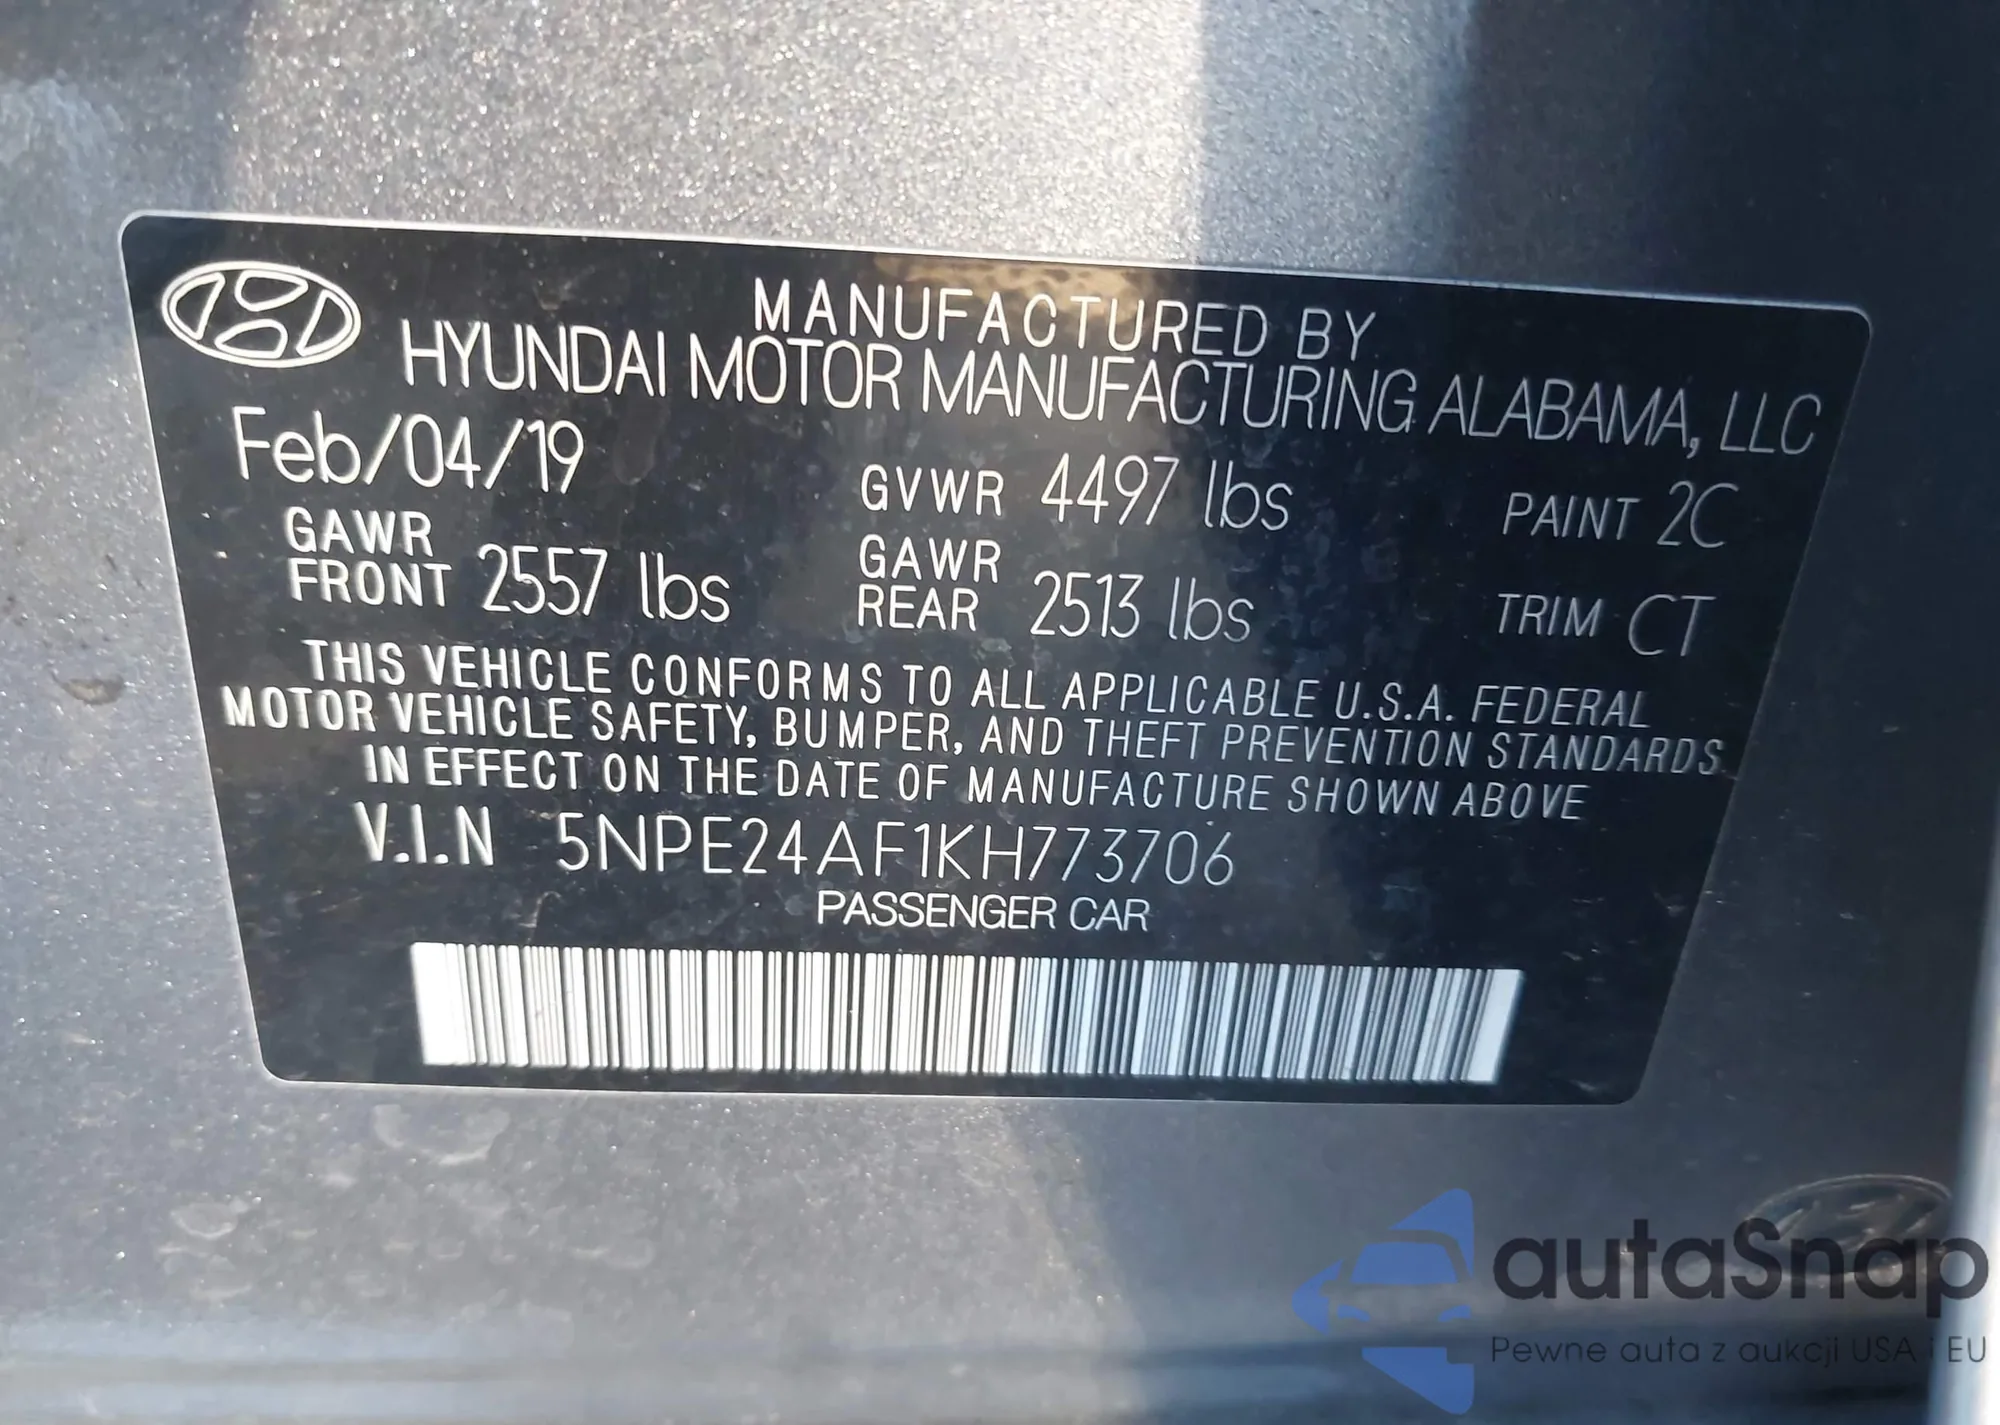 MANUFACTURED BY
HYUNDAI MOTOR MANUFACTURING ALABAMA, LLC
Feb/04/19 GVWR 4497 lbs PAINT 2C
GAWR FRONT 2557 lbs GAWR REAR 2513 lbs TRIM CT
THIS VEHICLE CONFORMS TO ALL APPLICABLE U.S.A. FEDERAL
MOTOR VEHICLE SAFETY, BUMPER, AND THEFT PREVENTION STANDARDS
IN EFFECT ON THE DATE OF MANUFACTURE SHOWN ABOVE
V.I.N 5NPE24AF1KH773706
PASSENGER CAR
autaSnap
Pewne auta z aukcji USA i EU